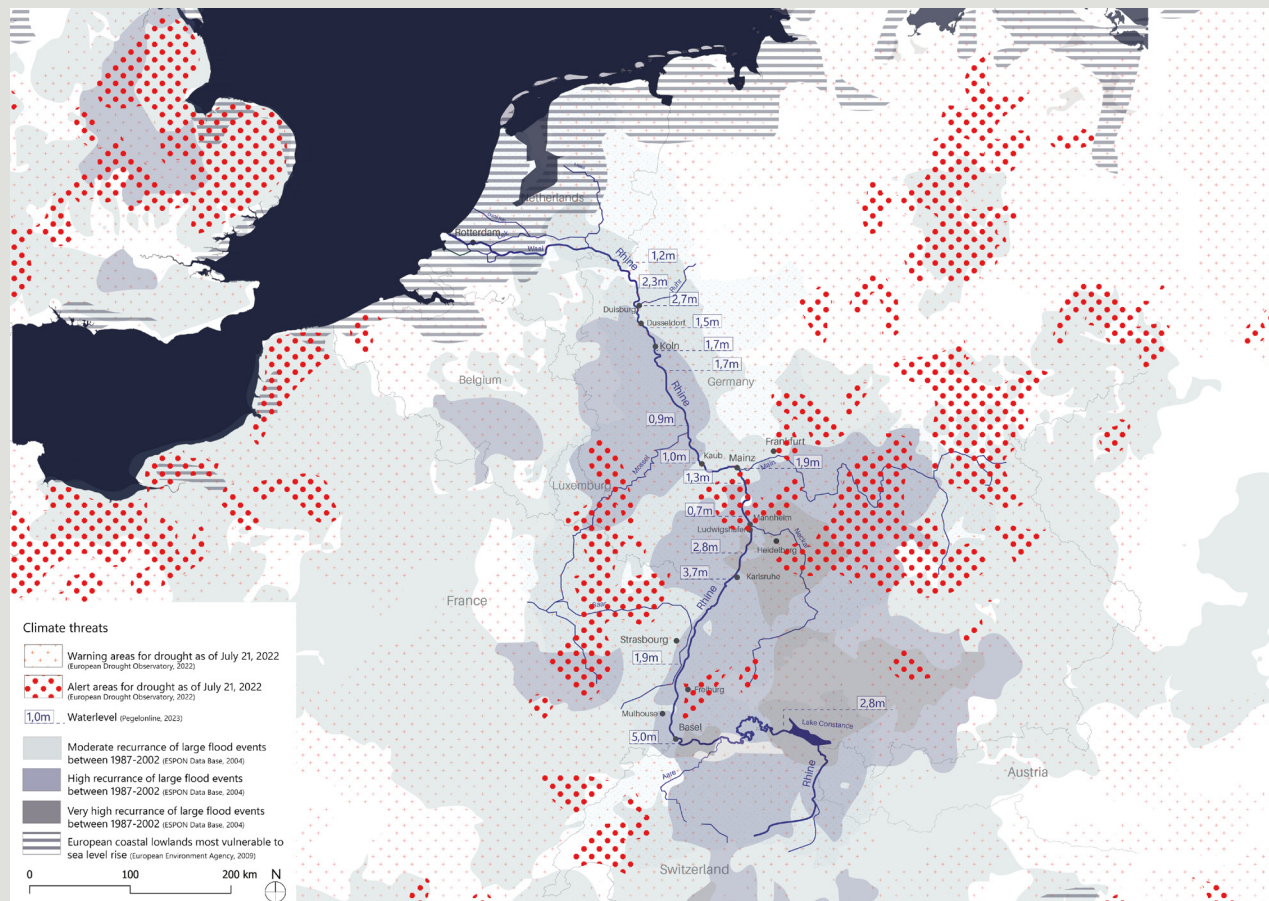 Netherlands
Rotterdam
Lek
Waal
Rhine
1,2m
2,3m
Ruhr
2,7m
Duisburg
Dusseldorf
1,5m
Koln
1,7m
1,7m
Belgium
Germany
Rhine
0,9m
Frankfurt
Kaub
Mainz
1,0m
Main
1,9m
Mosel
1,3m
Luxemburg
0,7m
Mannheim
Ludwigshafen
Neckar
2.8m
Heidelberg
3,7m
Karlsruhe
France
Rhine
Saar
Strasbourg
1,9m
Freiburg
2,8m
Mulhouse
Basel
Lake Constance
5,0m
Aare
Rhine
Austria
Switzerland
Climate threats
Warning areas for drought as of July 21, 2022
(European Drought Observatory, 2022)
Alert areas for drought as of July 21, 2022
(European Drought Observatory, 2022)
1,0m Waterlevel (Pegelonline, 2023)
Moderate recurrance of large flood events
between 1987-2002 (ESPON Data Base, 2004)
High recurrance of large flood events
between 1987-2002 (ESPON Data Base, 2004)
Very high recurrance of large flood events
between 1987-2002 (ESPON Data Base, 2004)
European coastal lowlands most vulnerable to
sea level rise (European Environment Agency, 2009)
0 100 200 km N